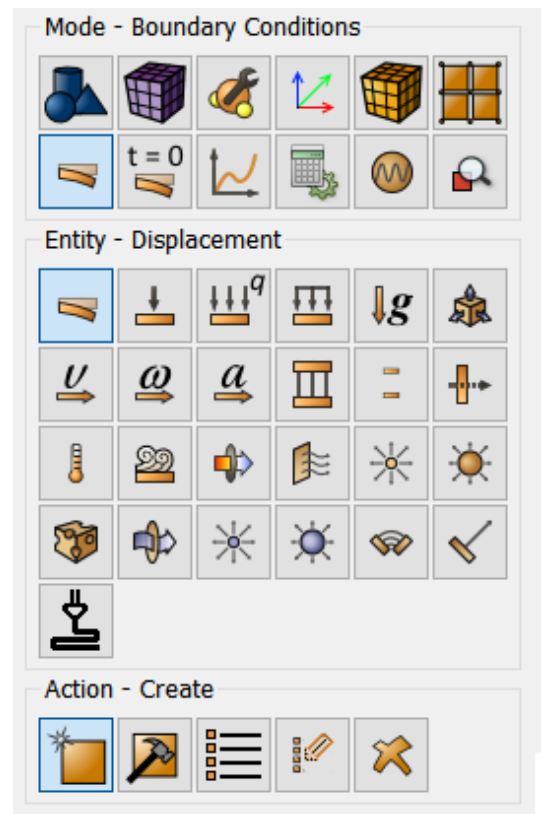 Mode - Boundary Conditions
t = 0
Entity - Displacement
q
g
υ ω a
Action - Create